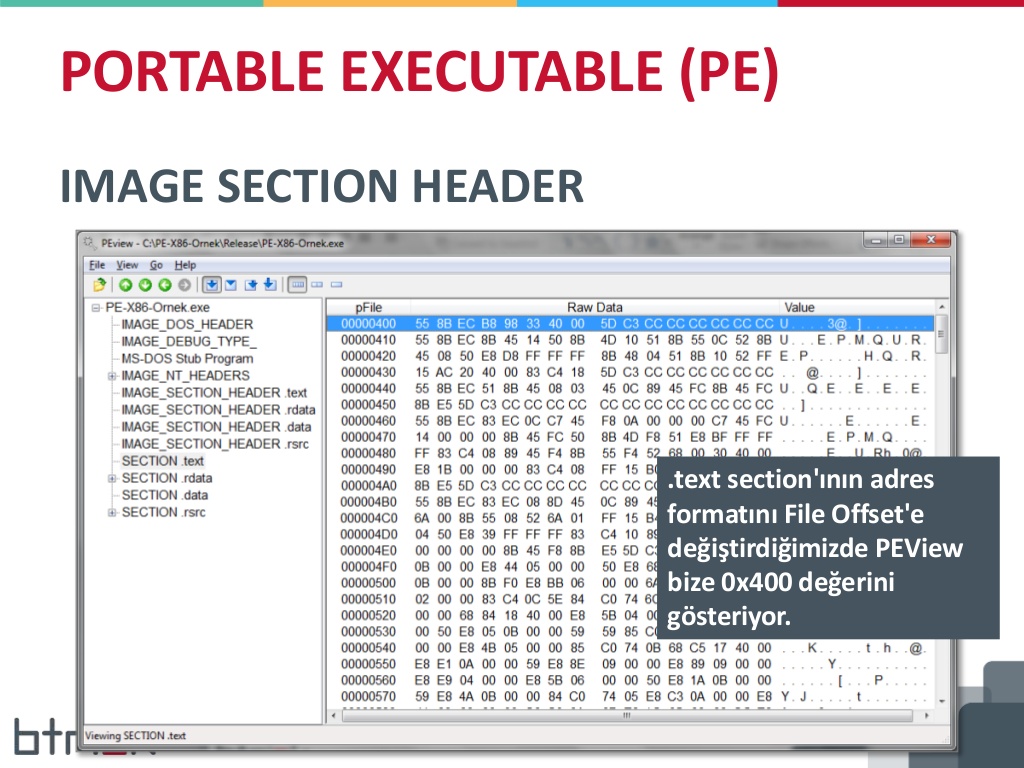 PORTABLE EXECUTABLE (PE)
IMAGE SECTION HEADER
PEview - C:\PE-X86-Ornek\Release\PE-X86-Ornek.exe
File View Go Help
PE-X86-Ornek.exe
IMAGE_DOS_HEADER
IMAGE_DEBUG_TYPE_
MS-DOS Stub Program
IMAGE_NT_HEADERS
IMAGE_SECTION_HEADER .text
IMAGE_SECTION_HEADER .rdata
IMAGE_SECTION_HEADER .data
IMAGE_SECTION_HEADER .rsrc
SECTION .text
SECTION .rdata
SECTION .data
SECTION .rsrc
pFile Raw Data Value
00000400 55 8B EC B8 98 33 40 00 5D C3 CC CC CC CC CC CC U....3@.].......
00000410 55 8B EC 8B 45 14 50 8B 4D 10 51 8B 55 0C 52 8B U...E.P.M.Q.U.R.
00000420 45 08 50 E8 D8 FF FF FF 8B 48 04 51 8B 10 52 FF E.P......H.Q..R.
00000430 15 AC 20 40 00 83 C4 18 5D C3 CC CC CC CC CC CC .. @....].......
00000440 55 8B EC 51 8B 45 08 03 45 0C 89 45 FC 8B 45 FC U..Q.E..E..E..E.
00000450 8B E5 5D C3 CC CC CC CC CC CC CC CC CC CC CC CC ..].............
00000460 55 8B EC 83 EC 0C C7 45 F8 0A 00 00 00 C7 45 FC U......E......E.
00000470 14 00 00 00 8B 45 FC 50 8B 4D F8 51 E8 BF FF FF .....E.P.M.Q....
00000480 FF 83 C4 08 89 45 F4 8B 55 F4 52 68 00 30 40 00 .....E..U.Rh.0@.
00000490 E8 1B 00 00 00 83 C4 08 FF 15
000004A0 8B E5 5D C3 CC CC CC CC CC CC
000004B0 55 8B EC 83 EC 08 8D 45 0C 89
000004C0 6A 00 8B 55 08 52 6A 01 FF 15
000004D0 04 50 E8 39 FF FF FF 83 C4 10
000004E0 00 00 00 00 8B 45 F8 8B E5 5D
000004F0 0B 00 00 E8 44 05 00 00 50 E8
00000500 0B 00 00 8B F0 E8 BB 06 00 00
00000510 02 00 00 83 C4 0C 5E 84 C0 74
00000520 00 00 68 84 18 40 00 E8 5B 04
00000530 00 50 E8 05 0B 00 00 59 59 85
00000540 00 00 E8 4B 05 00 00 85 C0 74 0B 68 C5 17 40 00 ...K.....t.h..@.
00000550 E8 E1 0A 00 00 59 E8 8E 09 00 00 E8 89 09 00 00 .....Y..........
00000560 E8 E9 04 00 00 E8 5B 06 00 00 50 E8 1A 0B 00 00 ......[...P.....
00000570 59 E8 4A 0B 00 00 84 C0 74 05 E8 C3 0A 00 00 E8 Y.J.....t.......
.text section'ının adres
formatını File Offset'e
değiştirdiğimizde PEView
bize 0x400 değerini
gösteriyor.
Viewing SECTION .text